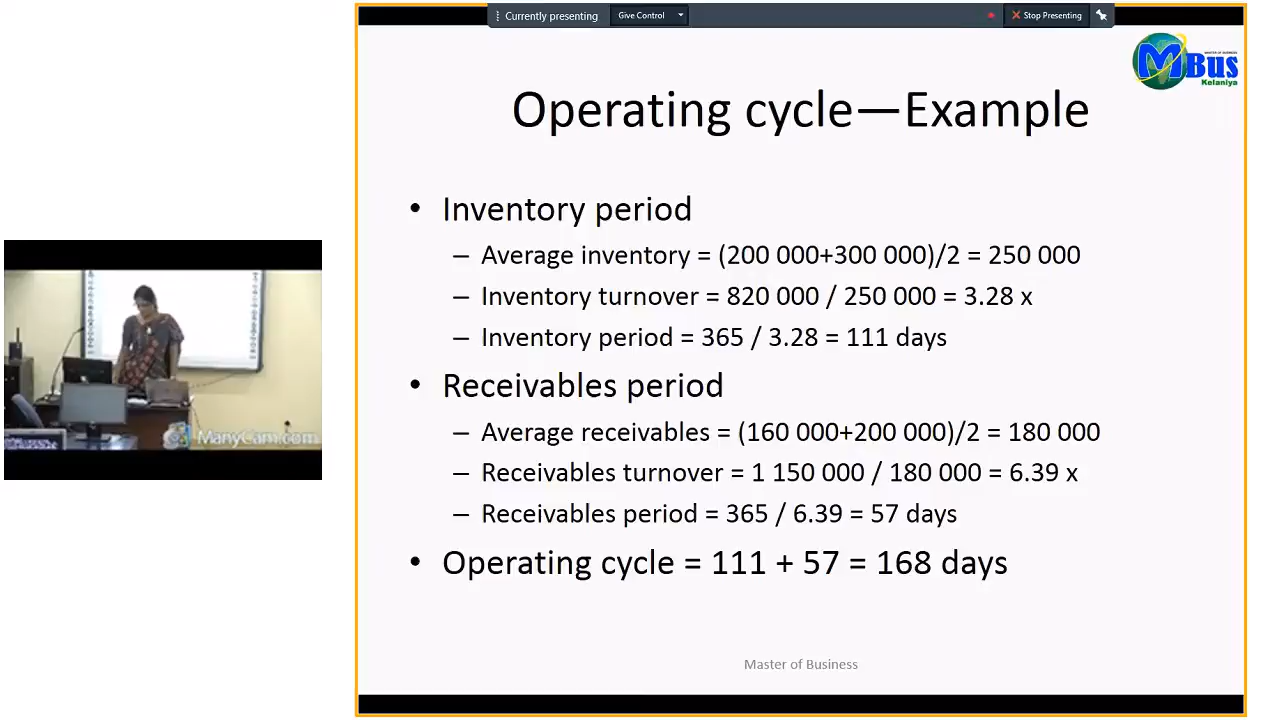 Currently presenting
Give Control
Stop Presenting
MASTER OF BUSINESS
MBus
Kelaniya
Operating cycle—Example
• Inventory period
– Average inventory = (200 000+300 000)/2 = 250 000
– Inventory turnover = 820 000 / 250 000 = 3.28 x
– Inventory period = 365 / 3.28 = 111 days
• Receivables period
– Average receivables = (160 000+200 000)/2 = 180 000
– Receivables turnover = 1 150 000 / 180 000 = 6.39 x
– Receivables period = 365 / 6.39 = 57 days
• Operating cycle = 111 + 57 = 168 days
Master of Business
ManyCam.com